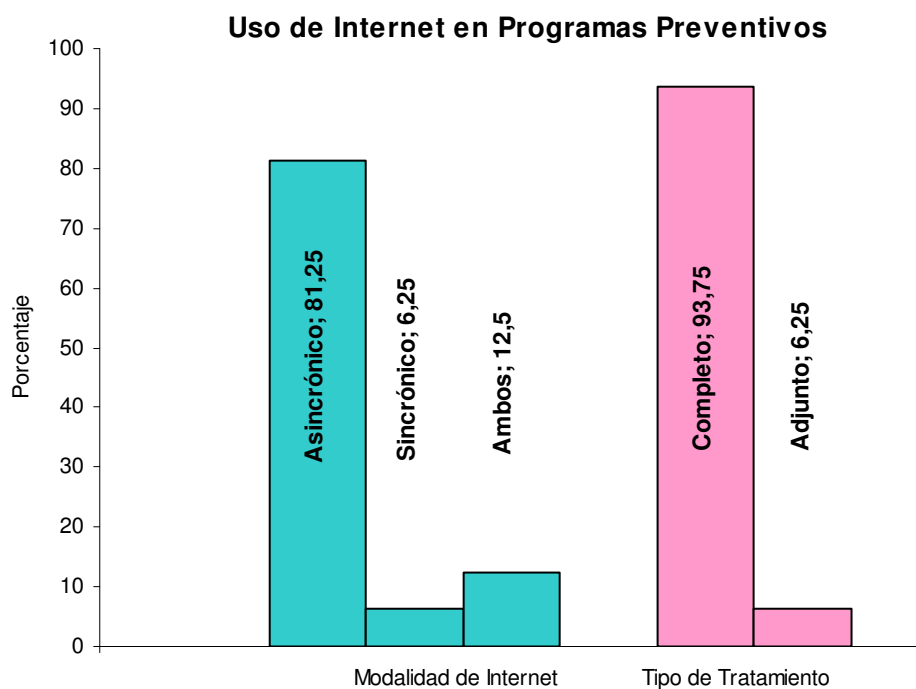 Uso de Internet en Programas Preventivos
Porcentaje
100
90
80
70
60
50
40
30
20
10
0
Asincrónico; 81,25
Sincrónico; 6,25
Ambos; 12,5
Completo; 93,75
Adjunto; 6,25
Modalidad de Internet
Tipo de Tratamiento